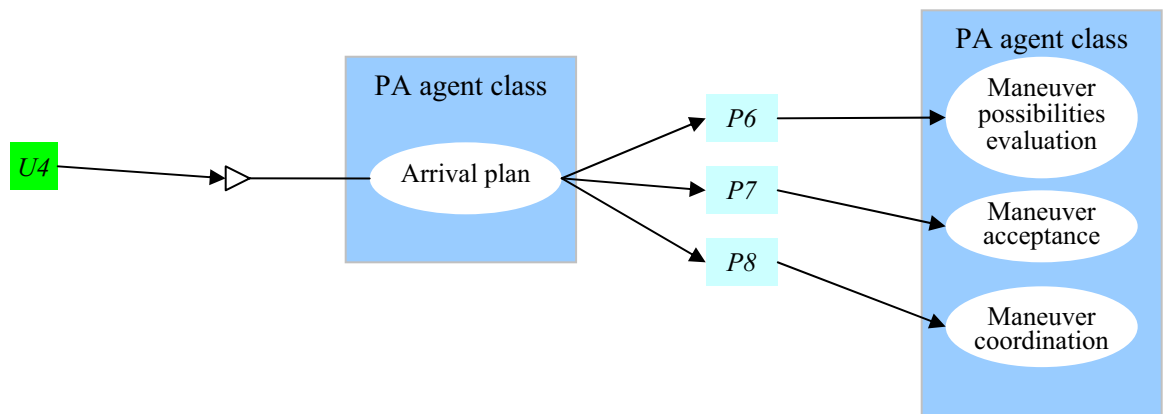 U4
PA agent class
Arrival plan
P6
P7
P8
PA agent class
Maneuver
possibilities
evaluation
Maneuver
acceptance
Maneuver
coordination